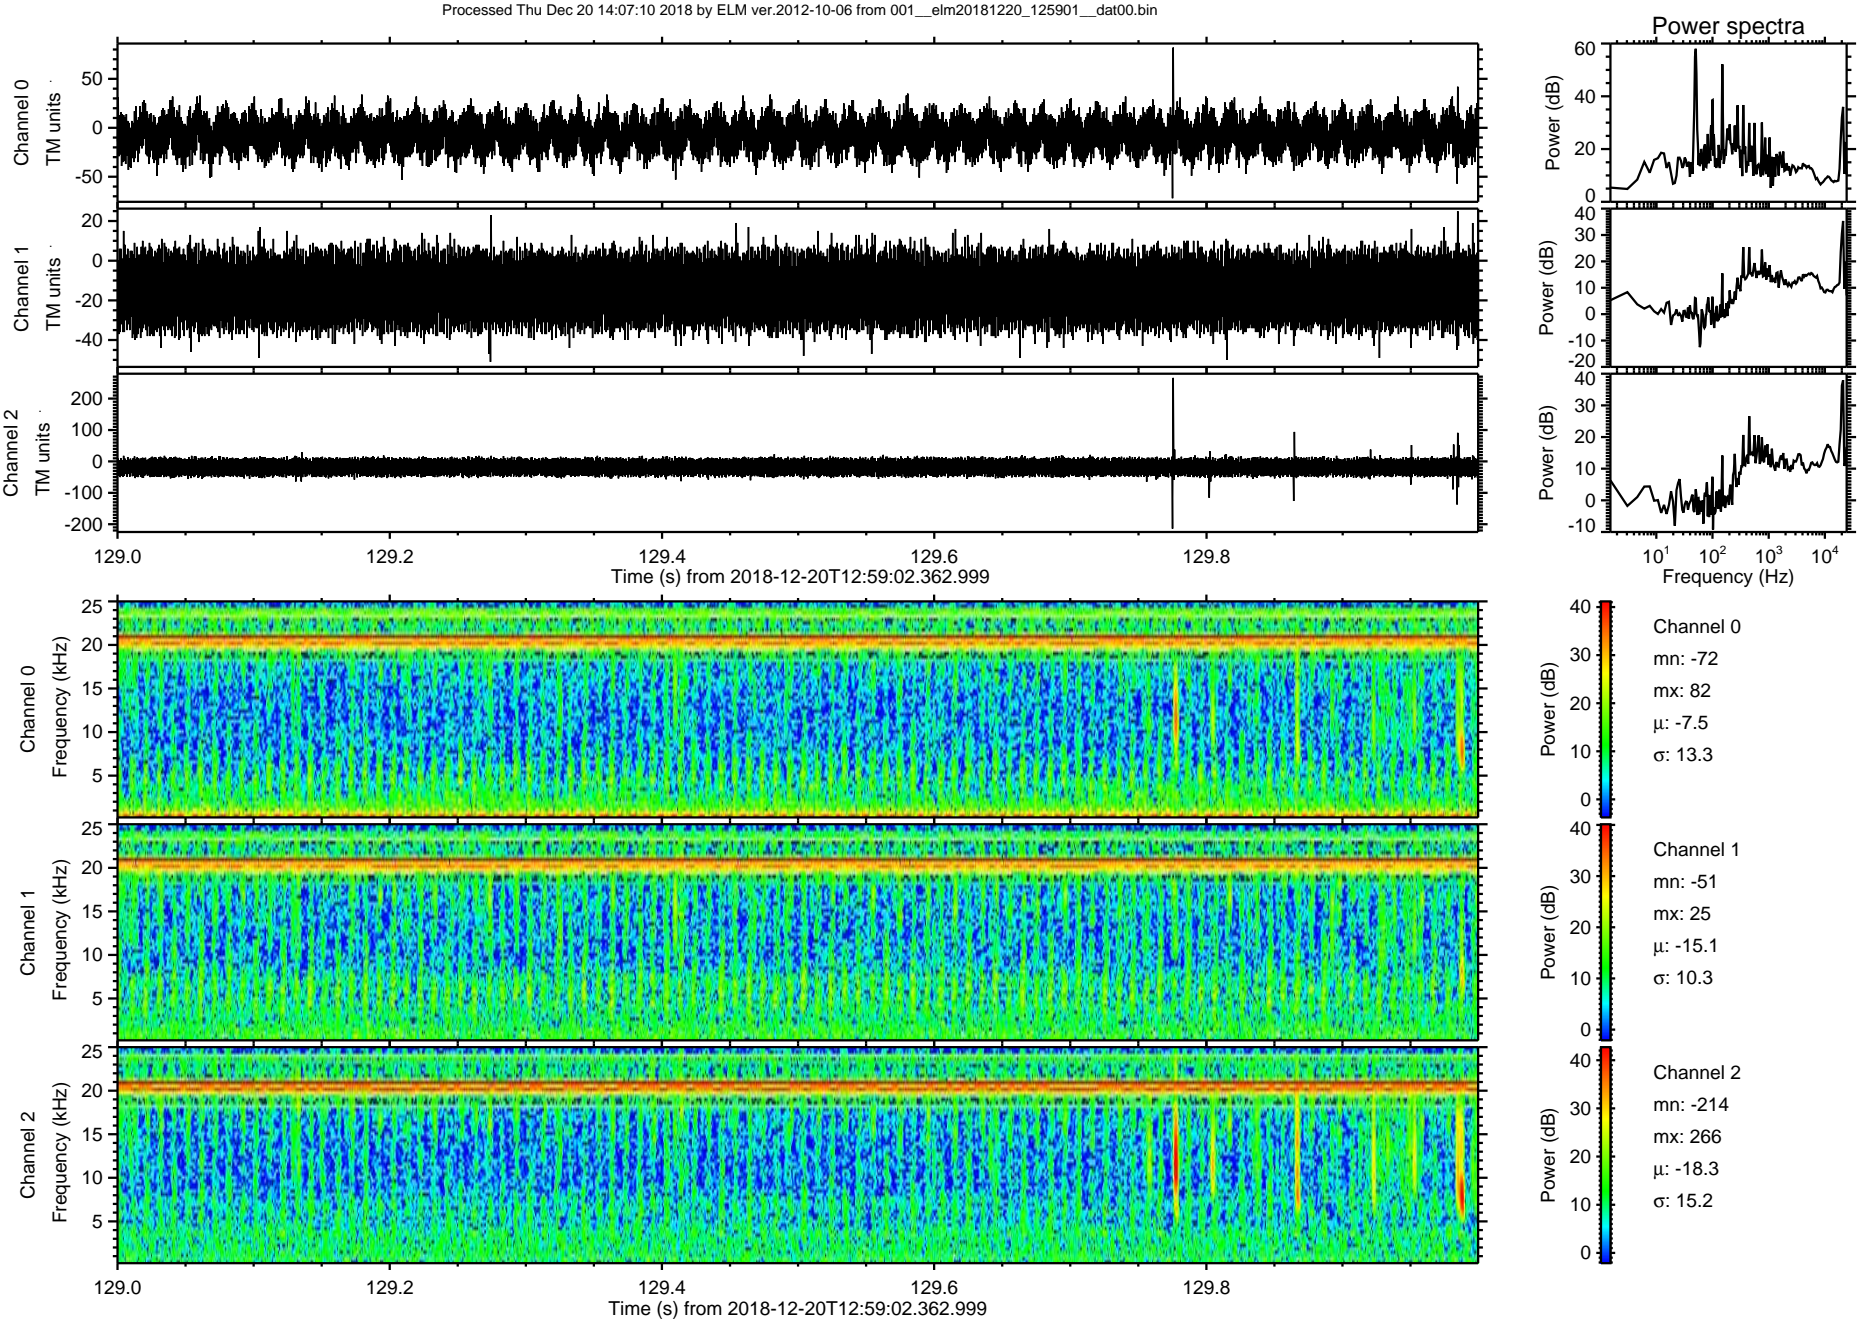 Processed Thu Dec 20 14:07:10 2018 by ELM ver.2012-10-06 from 001__elm20181220_125901__dat00.bin
Power spectra
Channel 0
TM units
50
0
-50
Power (dB)
60
40
20
0
Channel 1
TM units
20
0
-20
-40
Power (dB)
40
30
20
10
0
-10
-20
Channel 2
TM units
200
100
0
-100
-200
Power (dB)
40
30
20
10
0
-10
129.0 129.2 129.4 129.6 129.8
Time (s) from 2018-12-20T12:59:02.362.999
10¹ 10² 10³ 10⁴
Frequency (Hz)
Channel 0
Frequency (kHz)
25
20
15
10
5
Power (dB)
40
30
20
10
0
Channel 0
mn: -72
mx: 82
μ: -7.5
σ: 13.3
Channel 1
Frequency (kHz)
25
20
15
10
5
Power (dB)
40
30
20
10
0
Channel 1
mn: -51
mx: 25
μ: -15.1
σ: 10.3
Channel 2
Frequency (kHz)
25
20
15
10
5
Power (dB)
40
30
20
10
0
Channel 2
mn: -214
mx: 266
μ: -18.3
σ: 15.2
129.0 129.2 129.4 129.6 129.8
Time (s) from 2018-12-20T12:59:02.362.999